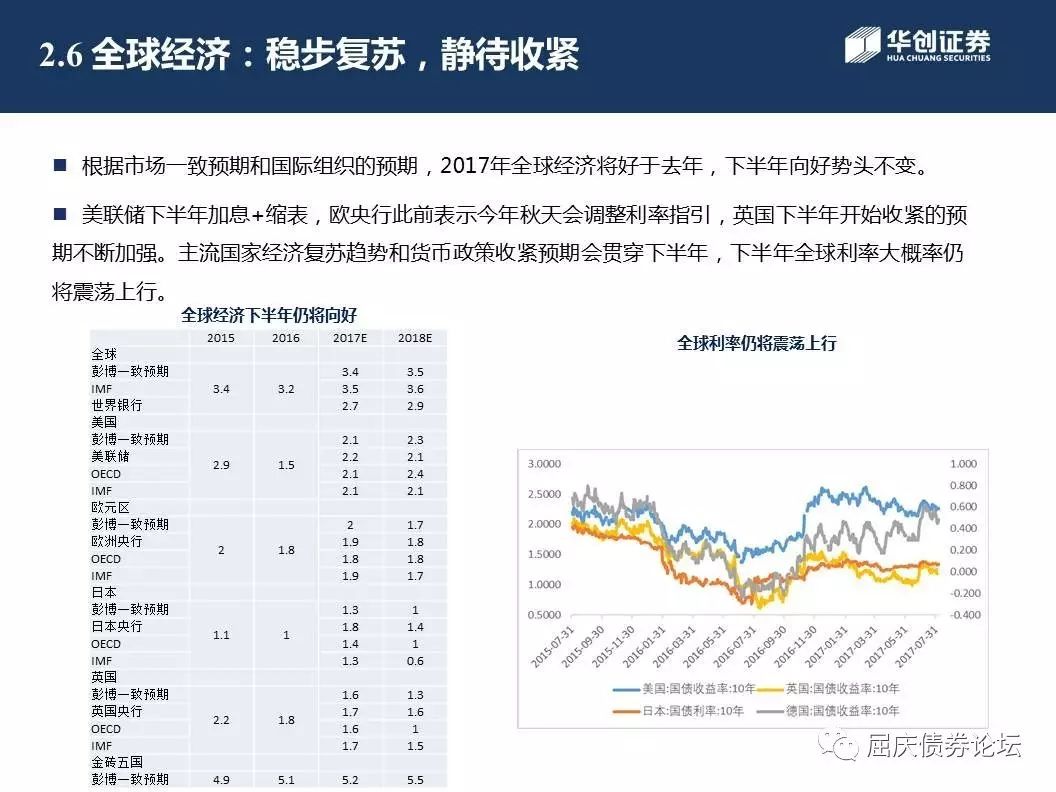 2.6 全球经济：稳步复苏，静待收紧
华创证券
HUA CHUANG SECURITIES
■ 根据市场一致预期和国际组织的预期，2017年全球经济将好于去年，下半年向好势头不变。
■ 美联储下半年加息+缩表，欧央行此前表示今年秋天会调整利率指引，英国下半年开始收紧的预
期不断加强。主流国家经济复苏趋势和货币政策收紧预期会贯穿下半年，下半年全球利率大概率仍
将震荡上行。
全球经济下半年仍将向好
2015 2016 2017E 2018E
全球
彭博一致预期 3.4 3.5
IMF 3.4 3.2 3.5 3.6
世界银行 2.7 2.9
美国
彭博一致预期 2.1 2.3
美联储 2.9 1.5 2.2 2.1
OECD 2.1 2.4
IMF 2.1 2.1
欧元区
彭博一致预期 2 1.7
欧洲央行 2 1.8 1.9 1.8
OECD 1.8 1.8
IMF 1.9 1.7
日本
彭博一致预期 1.3 1
日本央行 1.1 1 1.8 1.4
OECD 1.4 1
IMF 1.3 0.6
英国
彭博一致预期 1.6 1.3
英国央行 2.2 1.8 1.7 1.6
OECD 1.6 1
IMF 1.7 1.5
金砖五国
彭博一致预期 4.9 5.1 5.2 5.5
全球利率仍将震荡上行
3.0000 1.000
2.5000 0.800
2.0000 0.600
1.5000 0.400
1.0000 0.200
0.5000 0.000
-0.200
-0.400
2015-07-31 2015-09-30 2015-11-30 2016-01-31 2016-03-31 2016-05-31 2016-07-31 2016-09-30 2016-11-30 2017-01-31 2017-03-31 2017-05-31 2017-07-31
美国:国债收益率:10年 英国:国债收益率:10年
日本:国债利率:10年 德国:国债收益率:10年
屈庆债券论坛